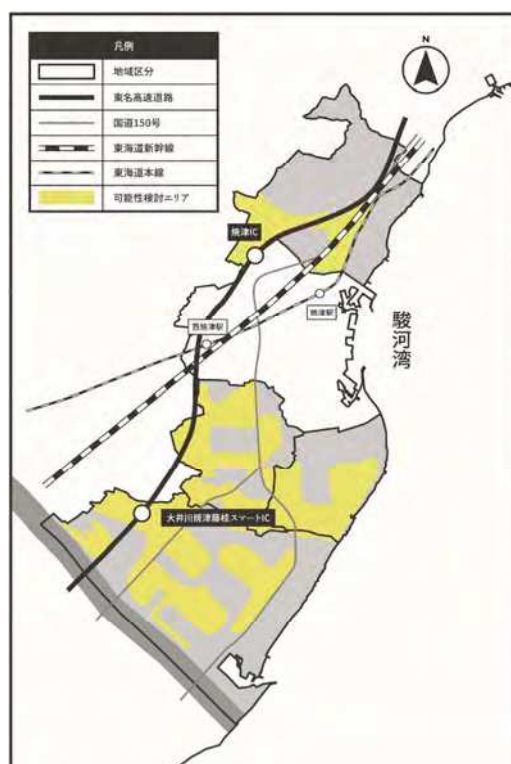 凡例
地域区分
東名高速道路
国道150号
東海道新幹線
東海道本線
可能性検討エリア
N
焼津IC
焼津駅
西焼津駅
駿河湾
大井川焼津藤枝スマートIC